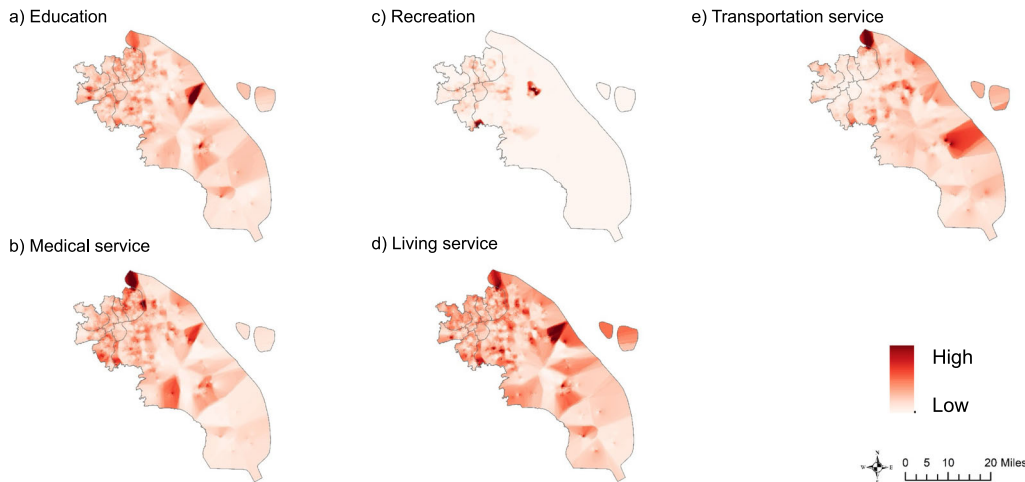 a) Education
c) Recreation
e) Transportation service
b) Medical service
d) Living service
High
Low
N
W E
S
0 5 10 20 Miles